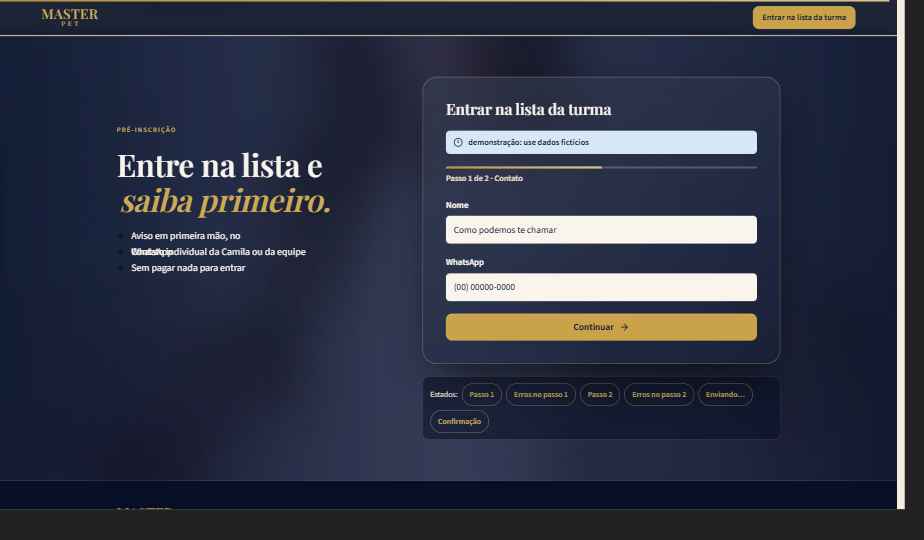 MASTER
PET
Entrar na lista da turma
PRÉ-INSCRIÇÃO
Entre na lista e
saiba primeiro.
Aviso em primeira mão, no
WhatsApp
individual da Camila ou da equipe
Sem pagar nada para entrar
Entrar na lista da turma
demonstração: use dados fictícios
Passo 1 de 2 · Contato
Nome
Como podemos te chamar
WhatsApp
(00) 00000-0000
Continuar →
Estados: Passo 1 Erros no passo 1 Passo 2 Erros no passo 2 Enviando...
Confirmação